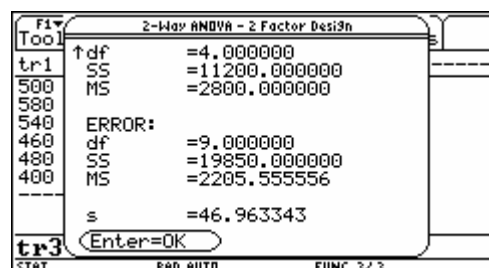 F1▼ 2-Way ANOVA - 2 Factor Design
Tool s
tr1 ↑df =4.000000
SS =11200.000000
500 MS =2800.000000
580
540 ERROR:
460 df =9.000000
480 SS =19850.000000
400 MS =2205.555556
s =46.963343
tr3 Enter=OK
STAT RAD AUTO FUNC 3/3